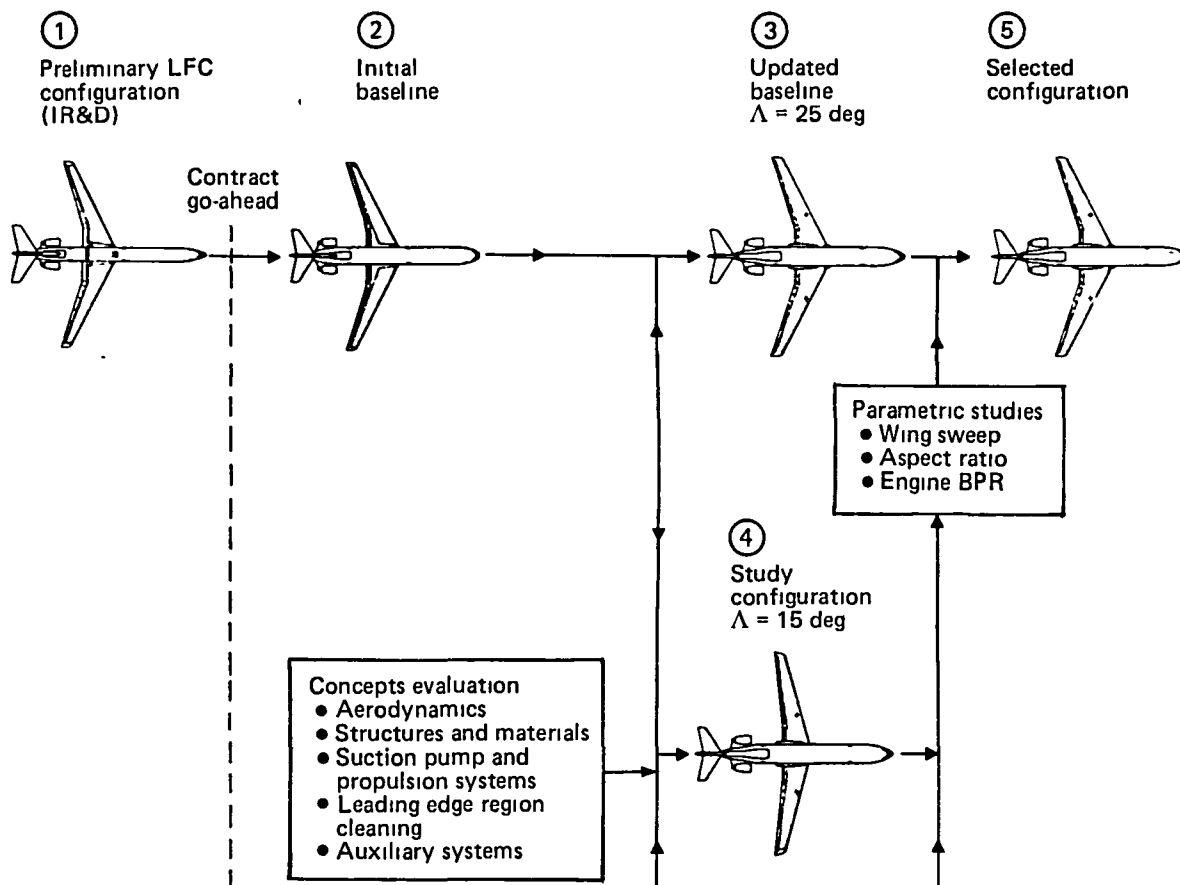 ①
Preliminary LFC
configuration
(IR&D)
②
Initial
baseline
③
Updated
baseline
Λ = 25 deg
⑤
Selected
configuration
Contract
go-ahead
Parametric studies
● Wing sweep
● Aspect ratio
● Engine BPR
④
Study
configuration
Λ = 15 deg
Concepts evaluation
● Aerodynamics
● Structures and materials
● Suction pump and
propulsion systems
● Leading edge region
cleaning
● Auxiliary systems